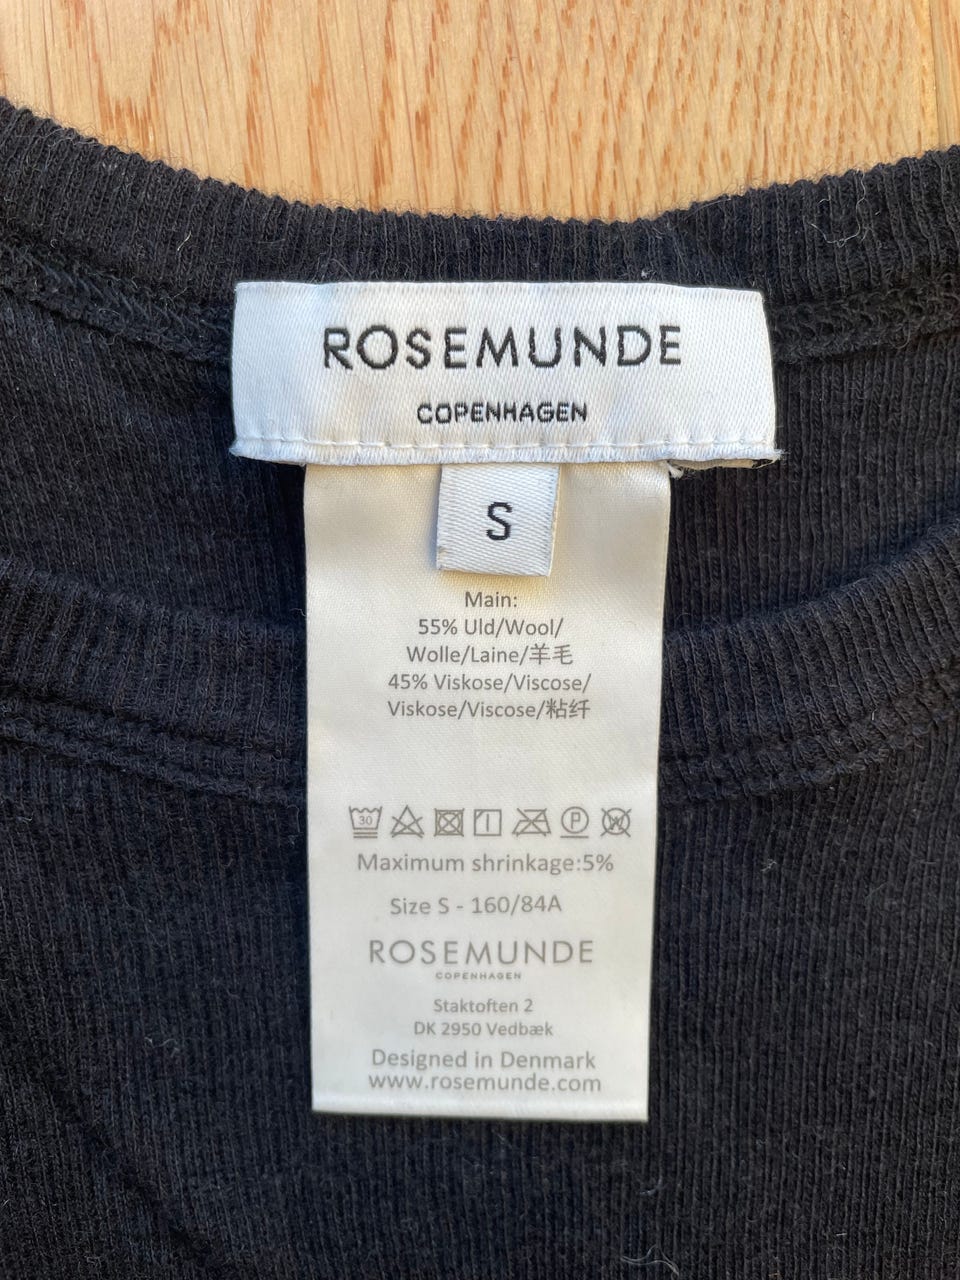 ROSEMUNDE
COPENHAGEN
S
Main:
55% Uld/Wool/
Wolle/Laine/羊毛
45% Viskose/Viscose/
Viskose/Viscose/粘纤
30 P W
Maximum shrinkage:5%
Size S - 160/84A
ROSEMUNDE
COPENHAGEN
Staktoften 2
DK 2950 Vedbæk
Designed in Denmark
www.rosemunde.com